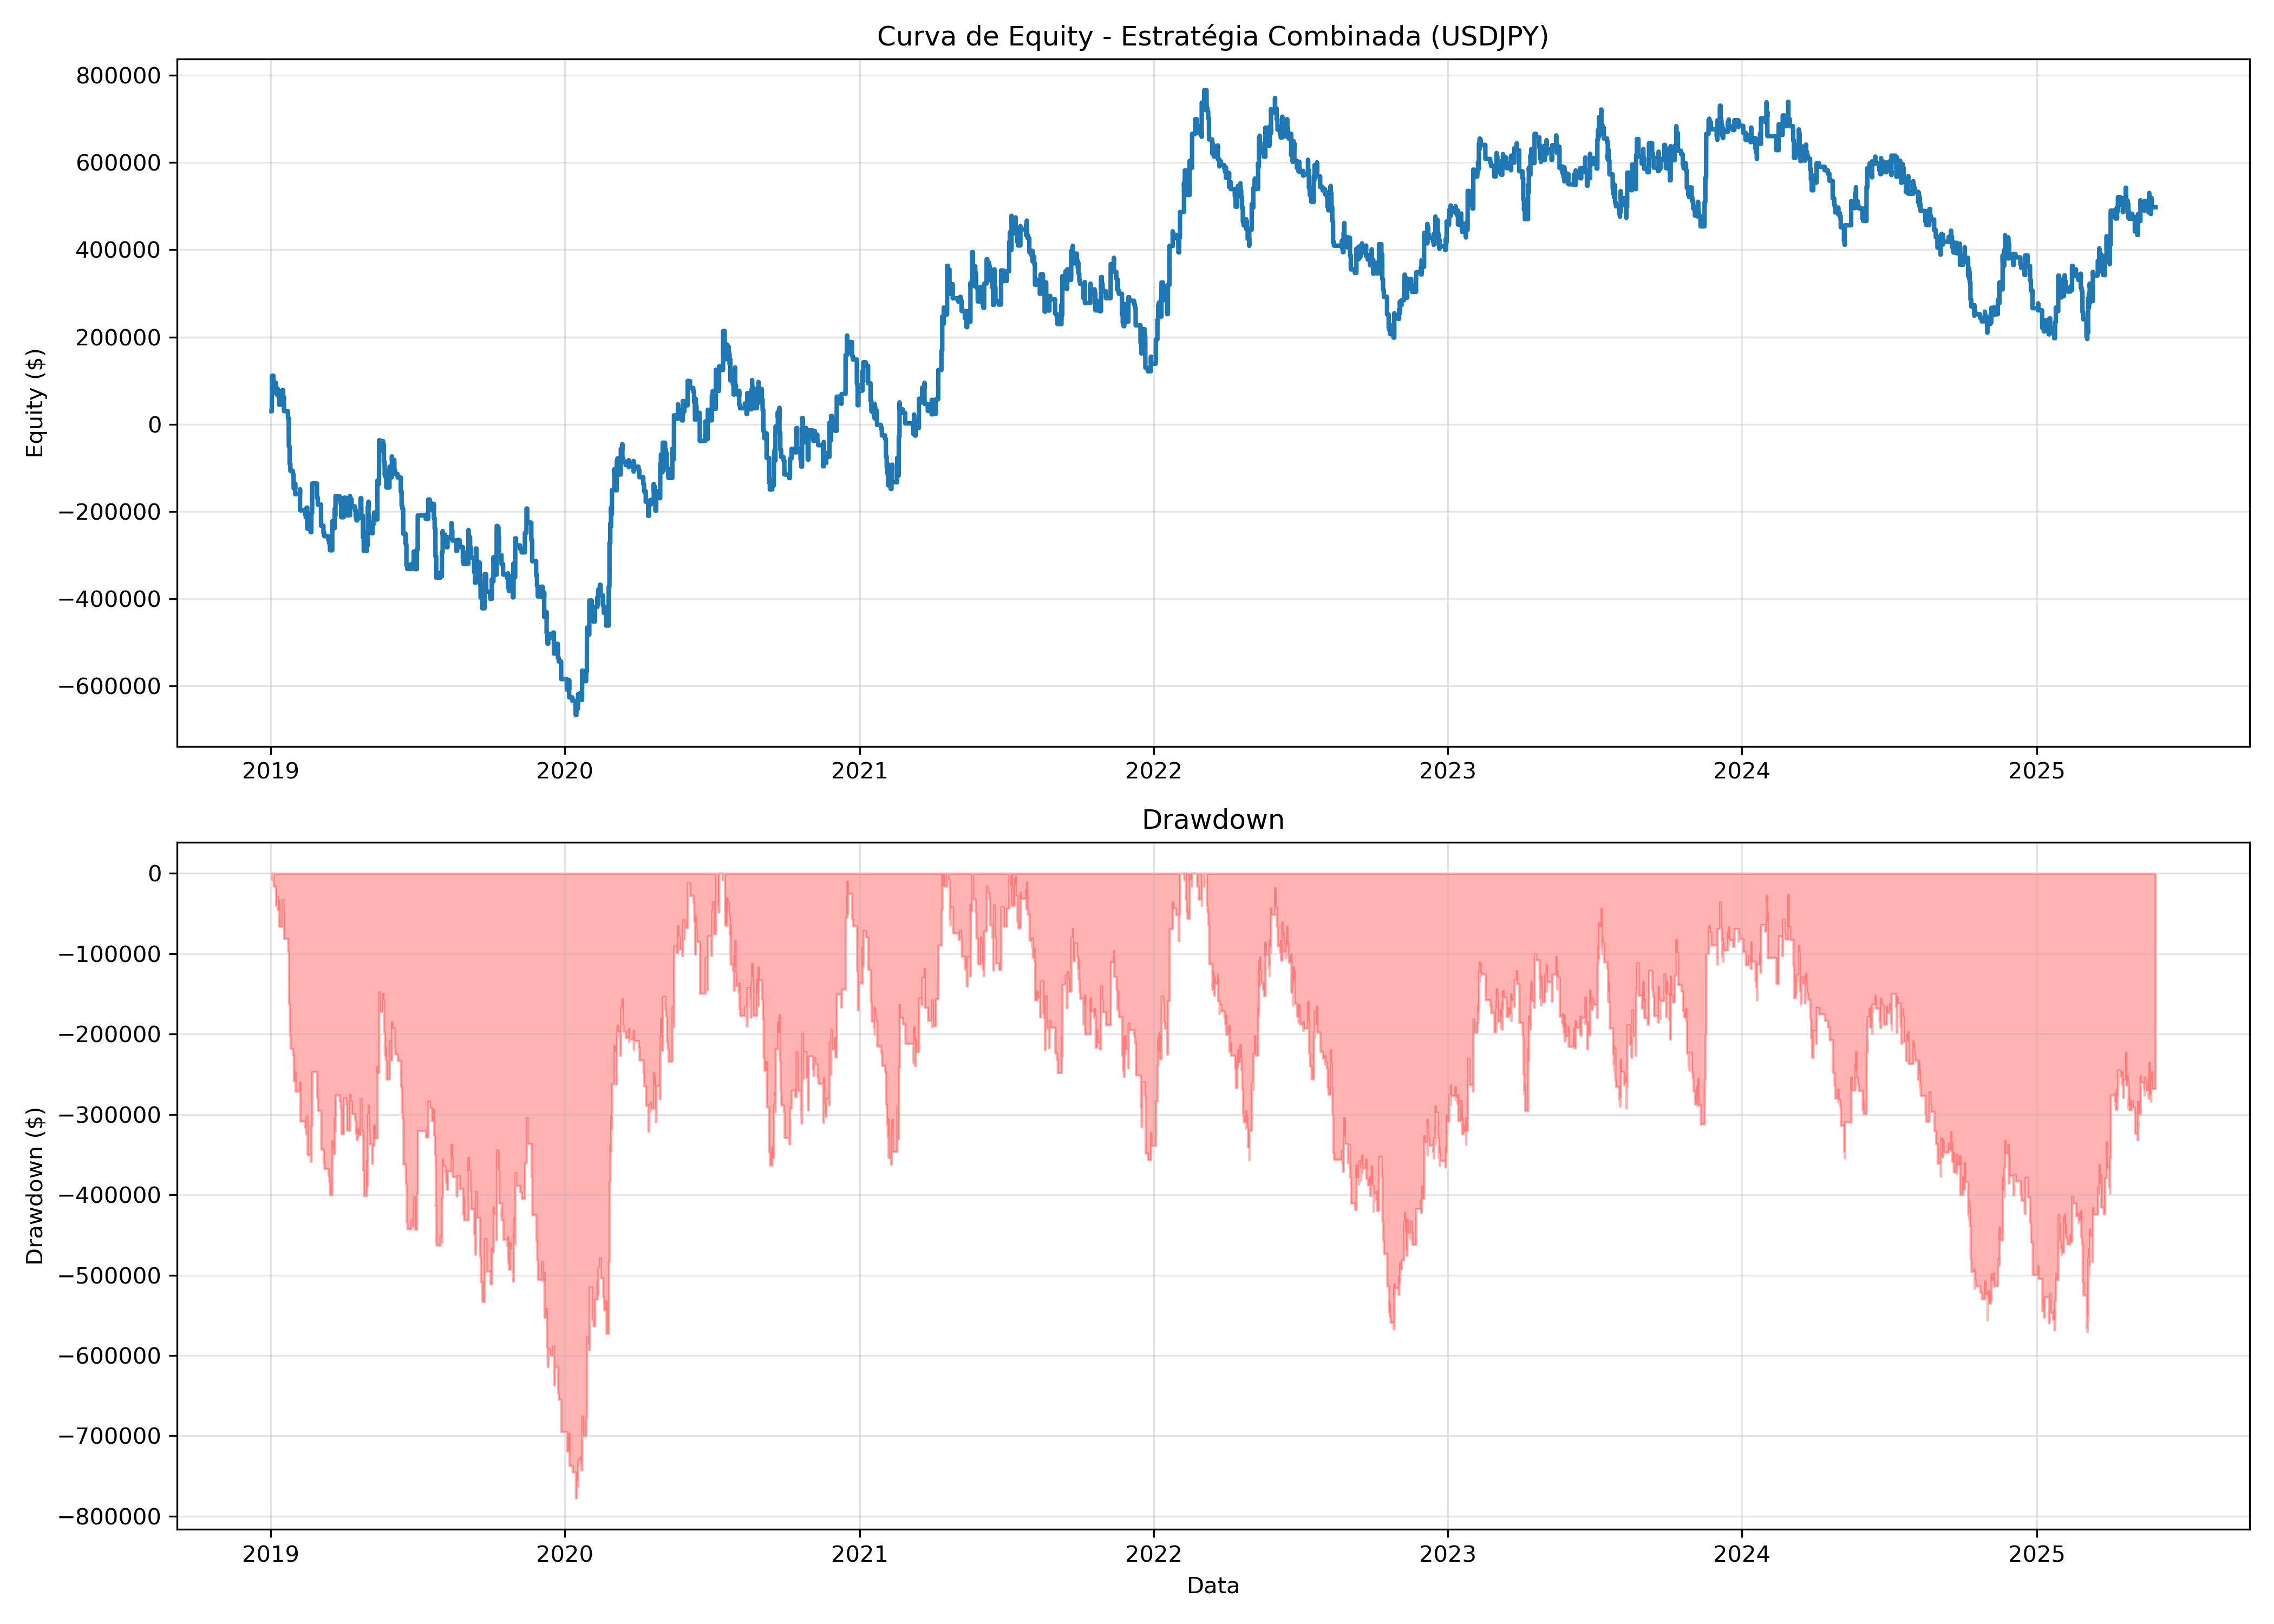 Curva de Equity - Estratégia Combinada (USDJPY)
Equity ($)
800000
600000
400000
200000
0
−200000
−400000
−600000
2019 2020 2021 2022 2023 2024 2025
Drawdown
Drawdown ($)
0
−100000
−200000
−300000
−400000
−500000
−600000
−700000
−800000
2019 2020 2021 2022 2023 2024 2025
Data